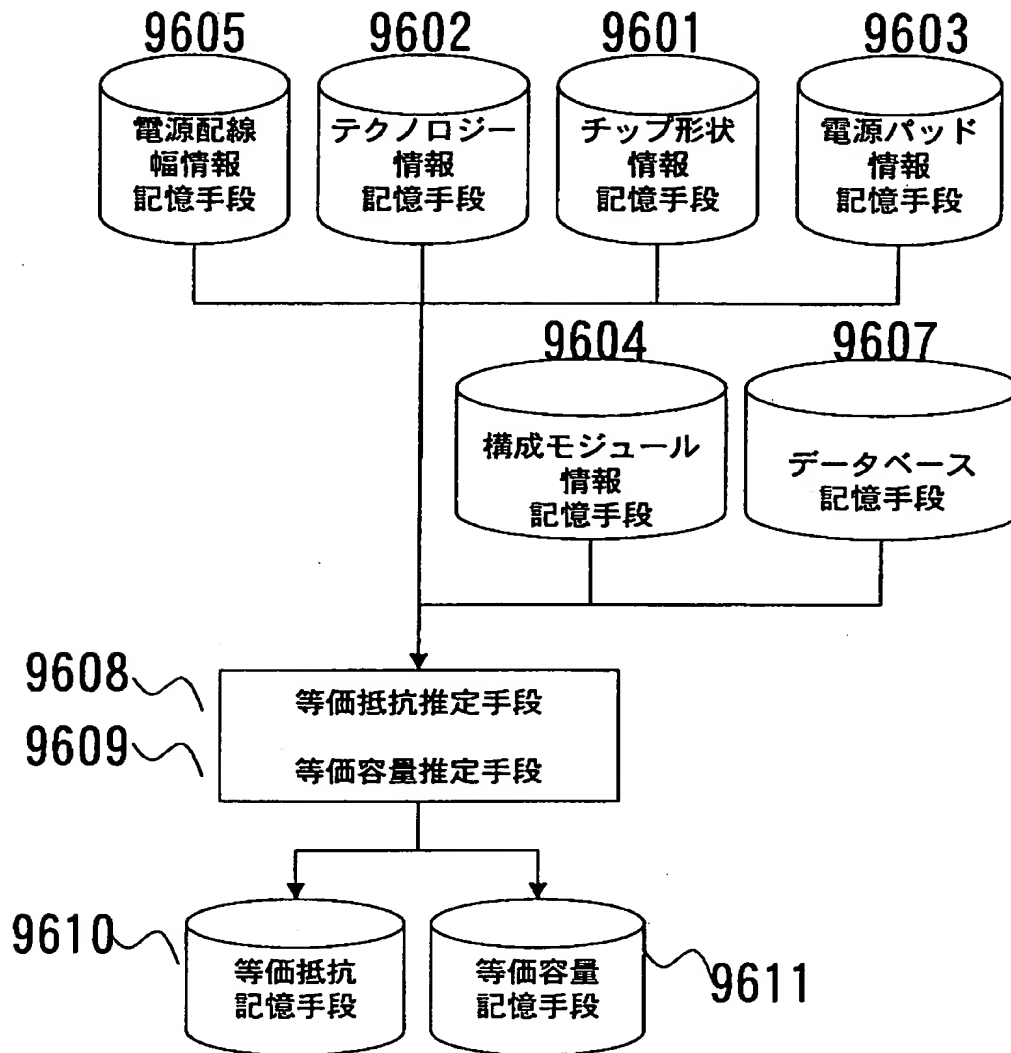 9605
9602
9601
9603
電源配線
幅情報
記憶手段
テクノロジー
情報
記憶手段
チップ形状
情報
記憶手段
電源パッド
情報
記憶手段
9604
9607
構成モジュール
情報
記憶手段
データベース
記憶手段
9608
等価抵抗推定手段
9609
等価容量推定手段
9610
等価抵抗
記憶手段
等価容量
記憶手段
9611